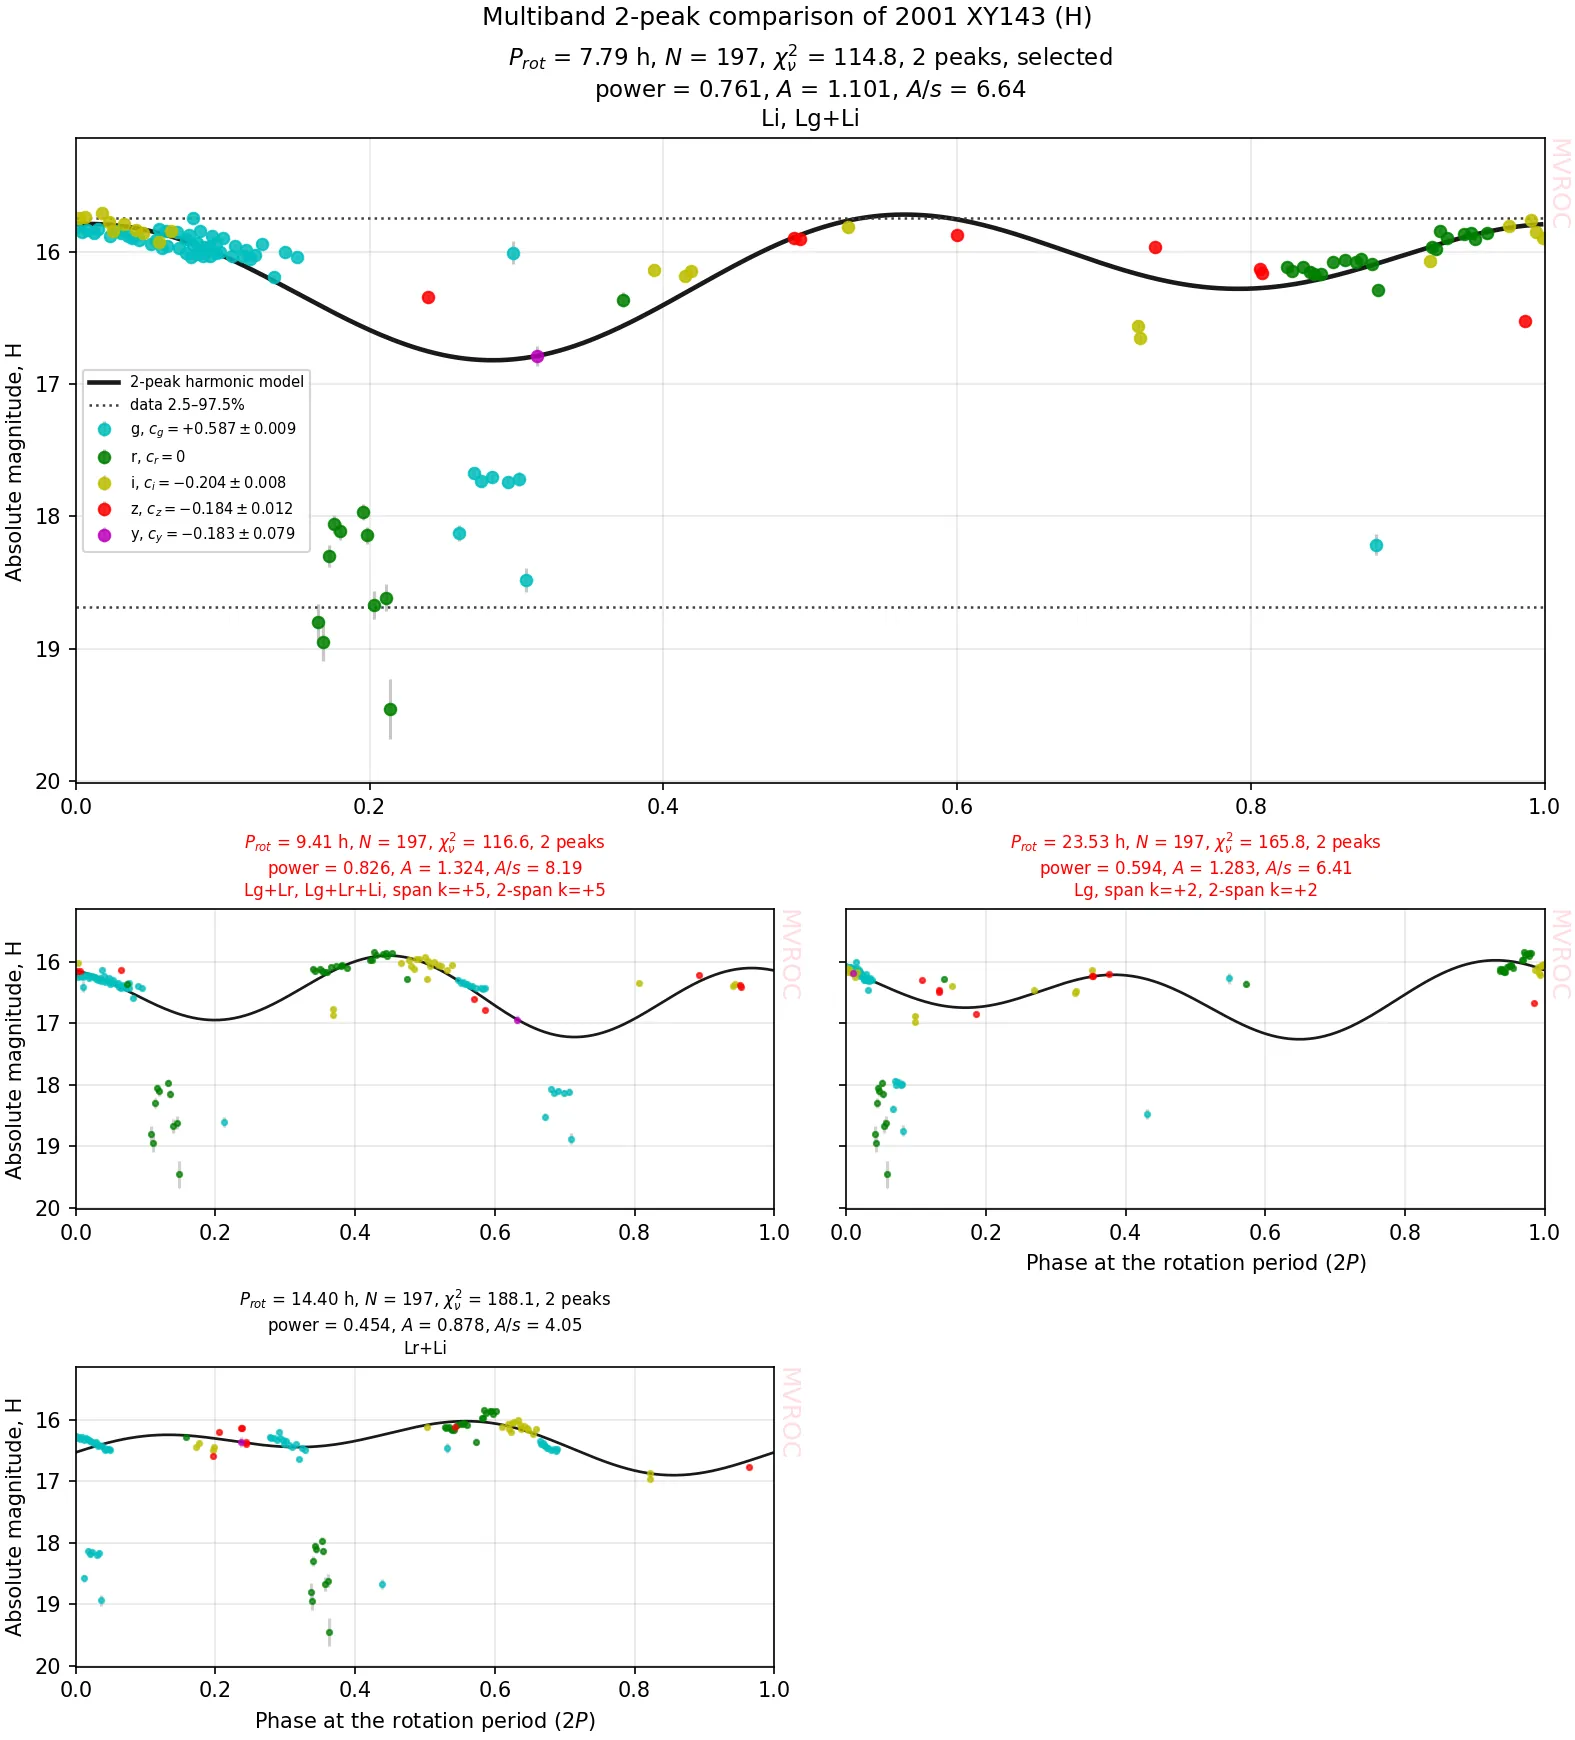 Multiband 2-peak comparison of 2001 XY143 (H)
P_rot = 7.79 h, N = 197, χ²_ν = 114.8, 2 peaks, selected
power = 0.761, A = 1.101, A/s = 6.64
Li, Lg+Li
MVROC
Absolute magnitude, H
16
17
18
19
20
2-peak harmonic model
data 2.5–97.5%
g, c_g = +0.587 ± 0.009
r, c_r = 0
i, c_i = −0.204 ± 0.008
z, c_z = −0.184 ± 0.012
y, c_y = −0.183 ± 0.079
0.0 0.2 0.4 0.6 0.8 1.0
P_rot = 9.41 h, N = 197, χ²_ν = 116.6, 2 peaks
power = 0.826, A = 1.324, A/s = 8.19
Lg+Lr, Lg+Lr+Li, span k=+5, 2-span k=+5
MVROC
Absolute magnitude, H
16
17
18
19
20
0.0 0.2 0.4 0.6 0.8 1.0
P_rot = 23.53 h, N = 197, χ²_ν = 165.8, 2 peaks
power = 0.594, A = 1.283, A/s = 6.41
Lg, span k=+2, 2-span k=+2
MVROC
0.0 0.2 0.4 0.6 0.8 1.0
Phase at the rotation period (2P)
P_rot = 14.40 h, N = 197, χ²_ν = 188.1, 2 peaks
power = 0.454, A = 0.878, A/s = 4.05
Lr+Li
MVROC
Absolute magnitude, H
16
17
18
19
20
0.0 0.2 0.4 0.6 0.8 1.0
Phase at the rotation period (2P)